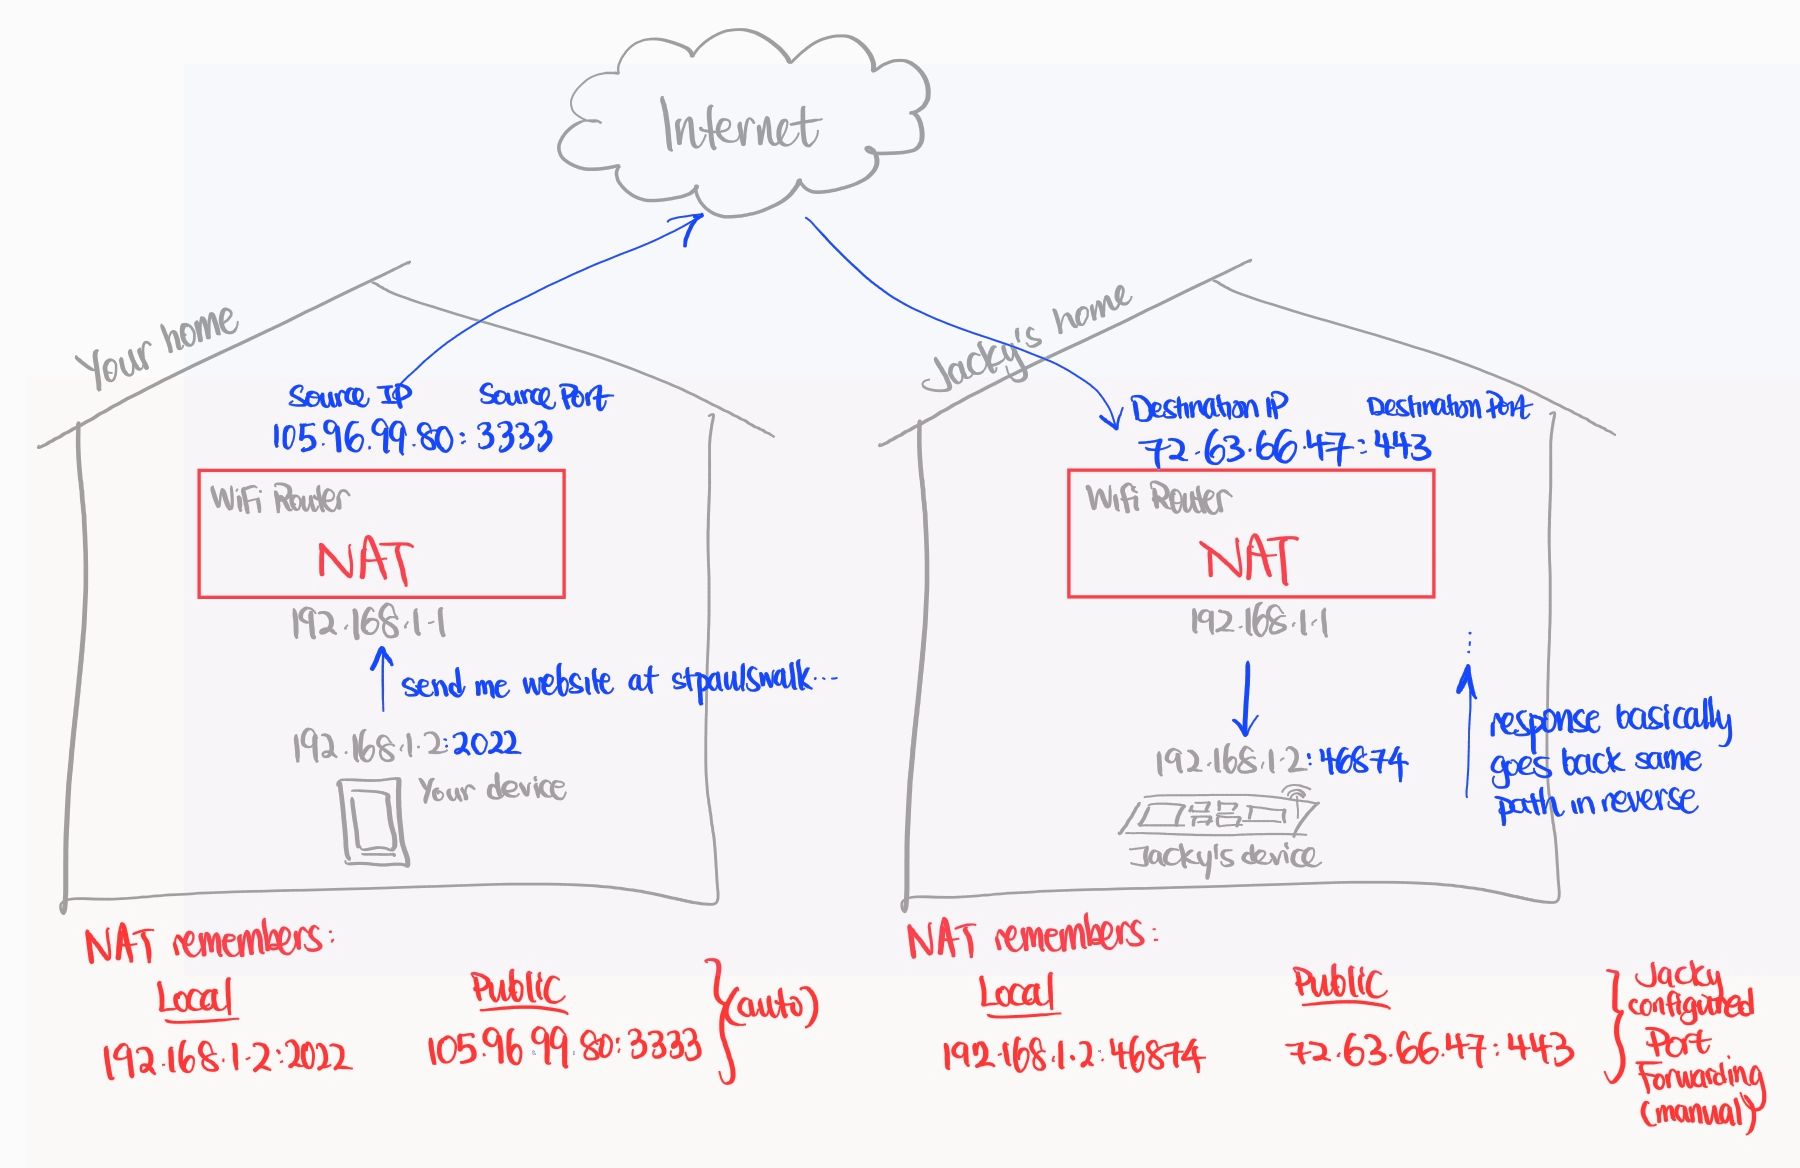 Internet
Your home
Source IP Source Port
105.96.99.80:3333
WiFi Router
NAT
192.168.1.1
send me website at stpaulswalk...
192.168.1.2:2022
Your device
NAT remembers:
Local Public
192.168.1.2:2022 105.96.99.80:3333
(auto)
Jacky's home
Destination IP Destination Port
72.63.66.47:443
Wifi Router
NAT
192.168.1.1
192.168.1.2:46874
Jacky's device
...
response basically
goes back same
path in reverse
NAT remembers:
Local Public
192.168.1.2:46874 72.63.66.47:443
Jacky
configured
Port
Forwarding
(manual)